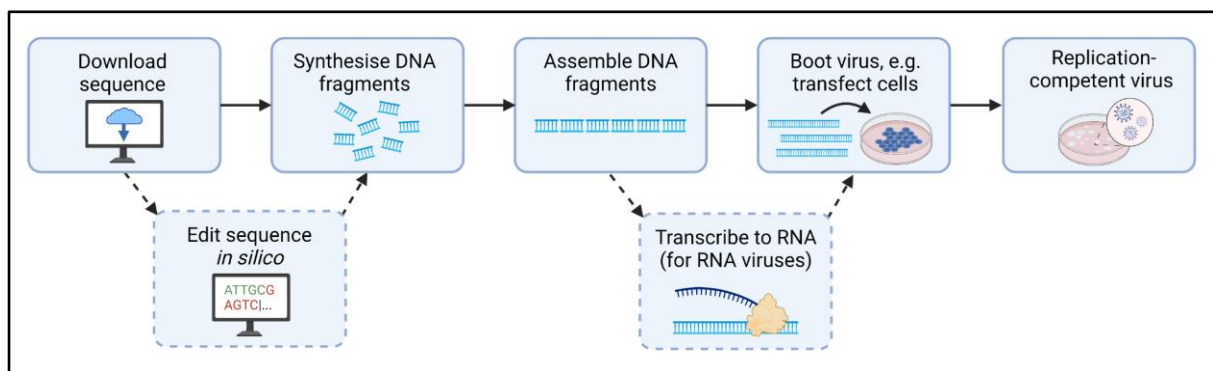 Download
sequence
Synthesise DNA
fragments
Assemble DNA
fragments
Boot virus, e.g.
transfect cells
Replication-
competent virus
Edit sequence
in silico
ATTGCG
AGTC|...
Transcribe to RNA
(for RNA viruses)